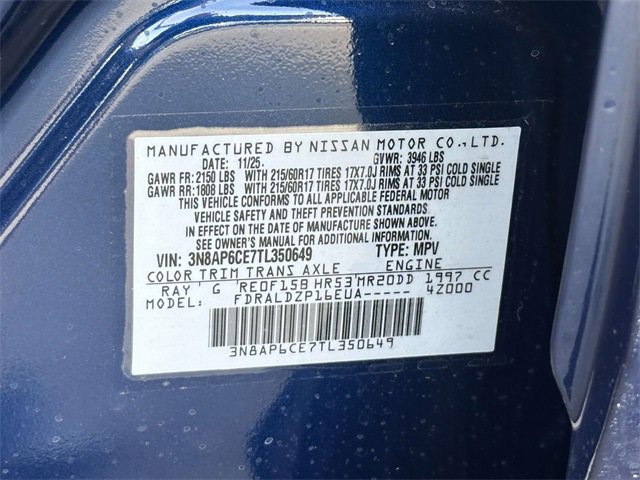 MANUFACTURED BY NISSAN MOTOR CO.,LTD.
DATE: 11/25 GVWR: 3946 LBS
GAWR FR: 2150 LBS WITH 215/60R17 TIRES 17X7.0J RIMS AT 33 PSI COLD SINGLE
GAWR RR: 1808 LBS WITH 215/60R17 TIRES 17X7.0J RIMS AT 33 PSI COLD SINGLE
THIS VEHICLE CONFORMS TO ALL APPLICABLE FEDERAL MOTOR
VEHICLE SAFETY AND THEFT PREVENTION STANDARDS
IN EFFECT ON THE DATE OF MANUFACTURE SHOWN ABOVE.
SEE OWNER'S MANUAL FOR ADDITIONAL INFORMATION
VIN: 3N8AP6CE7TL350649 TYPE: MPV
COLOR TRIM TRANS AXLE ENGINE
RAY G RE0F15B HR53 MR20DD 1997 CC
MODEL: FDRALDZP16EUA----- 4Z000
3N8AP6CE7TL350649